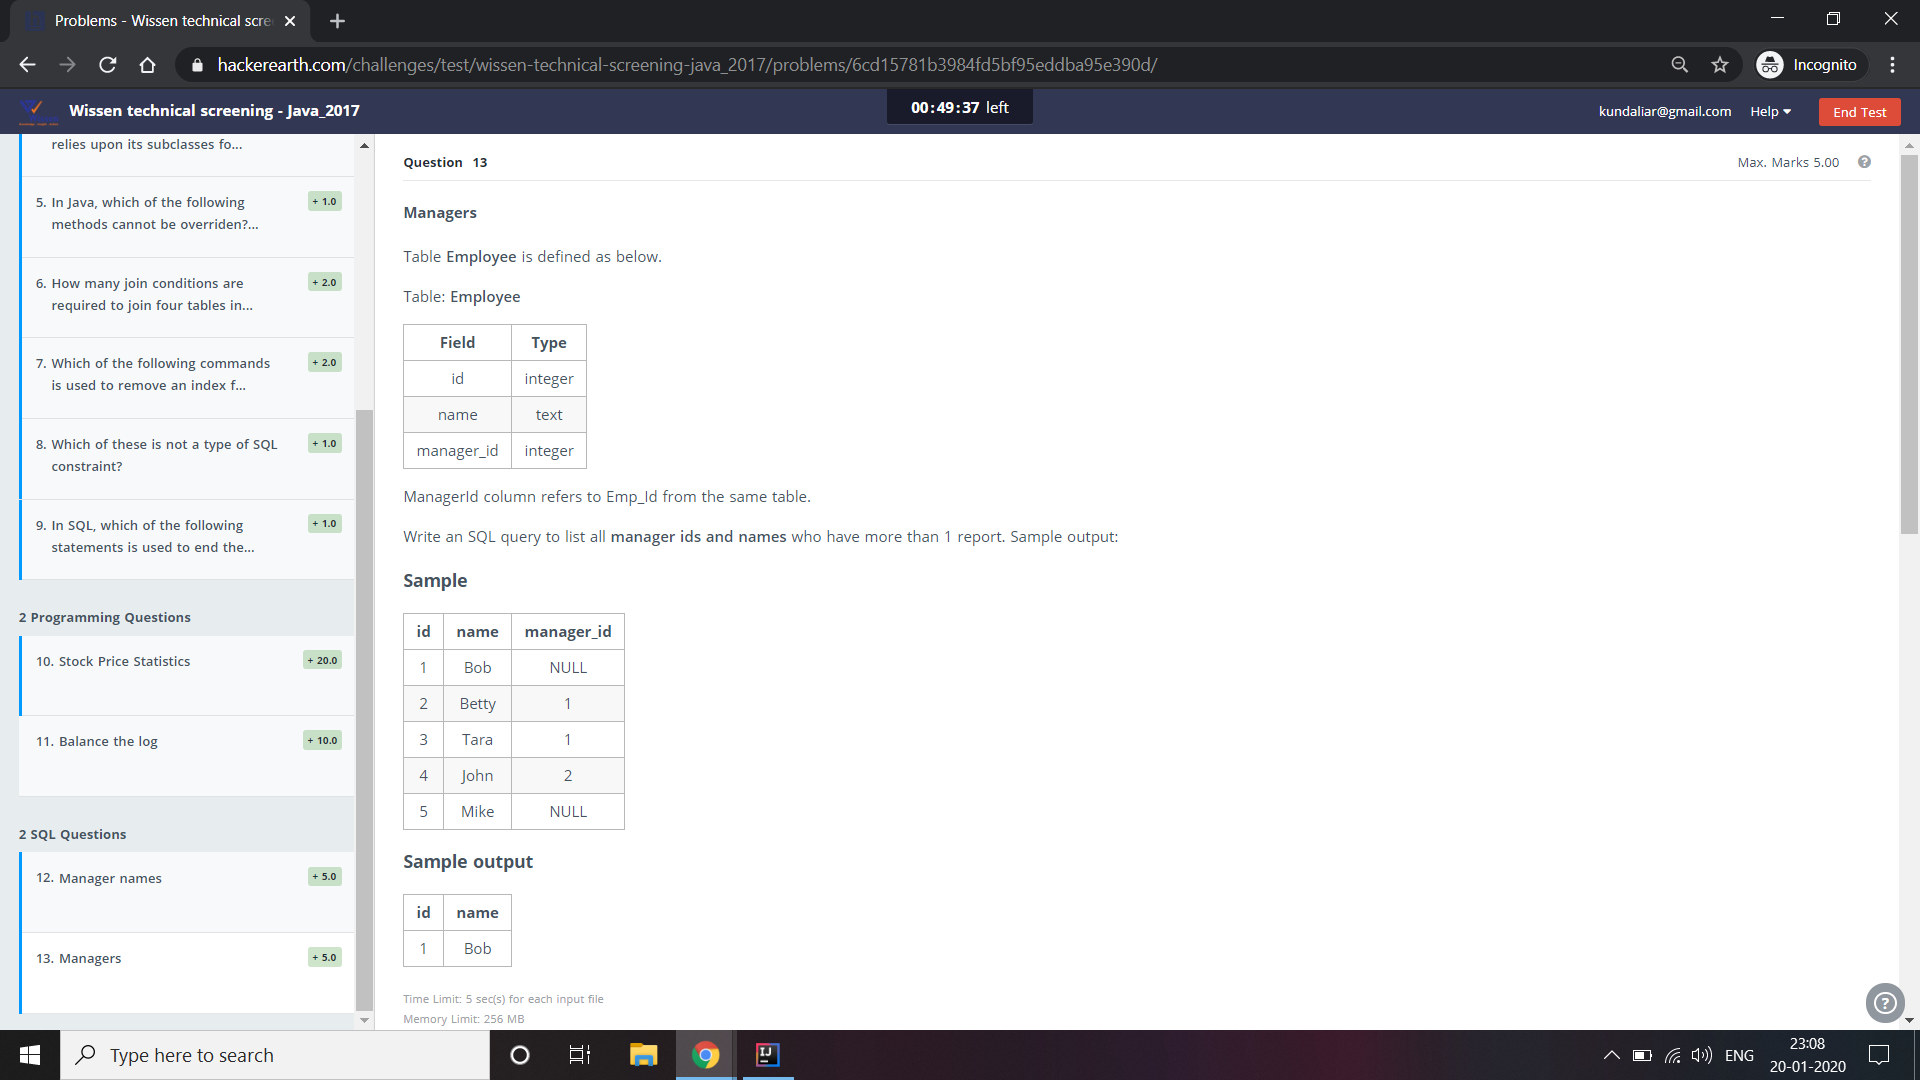 Problems - Wissen technical scre
hackerearth.com/challenges/test/wissen-technical-screening-java_2017/problems/6cd15781b3984fd5bf95eddba95e390d/
Incognito
Wissen technical screening - Java_2017
00:49:37 left
kundaliar@gmail.com
Help
End Test
relies upon its subclasses fo...
5. In Java, which of the following
methods cannot be overriden?...
+ 1.0
6. How many join conditions are
required to join four tables in...
+ 2.0
7. Which of the following commands
is used to remove an index f...
+ 2.0
8. Which of these is not a type of SQL
constraint?
+ 1.0
9. In SQL, which of the following
statements is used to end the...
+ 1.0
2 Programming Questions
10. Stock Price Statistics
+ 20.0
11. Balance the log
+ 10.0
2 SQL Questions
12. Manager names
+ 5.0
13. Managers
+ 5.0
Question 13
Max. Marks 5.00
Managers
Table Employee is defined as below.
Table: Employee
Field Type
id integer
name text
manager_id integer
ManagerId column refers to Emp_Id from the same table.
Write an SQL query to list all manager ids and names who have more than 1 report. Sample output:
Sample
id name manager_id
1 Bob NULL
2 Betty 1
3 Tara 1
4 John 2
5 Mike NULL
Sample output
id name
1 Bob
Time Limit: 5 sec(s) for each input file
Memory Limit: 256 MB
Type here to search
IJ
ENG
23:08
20-01-2020